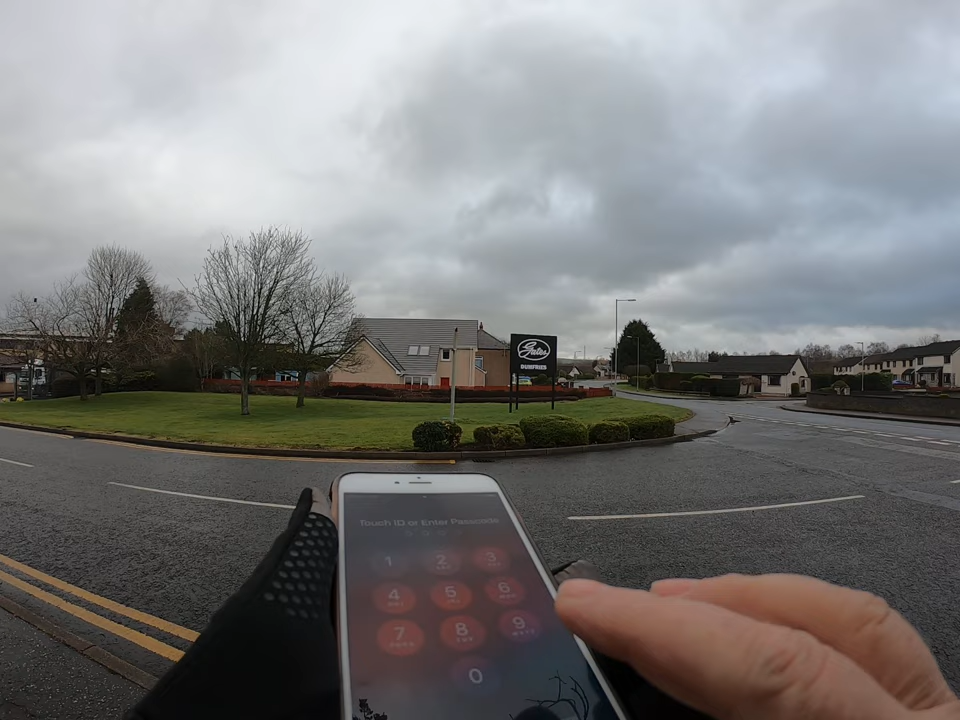 Gates
DUMFRIES
Touch ID or Enter Passcode
1 2 3
4 5 6
7 8 9
0